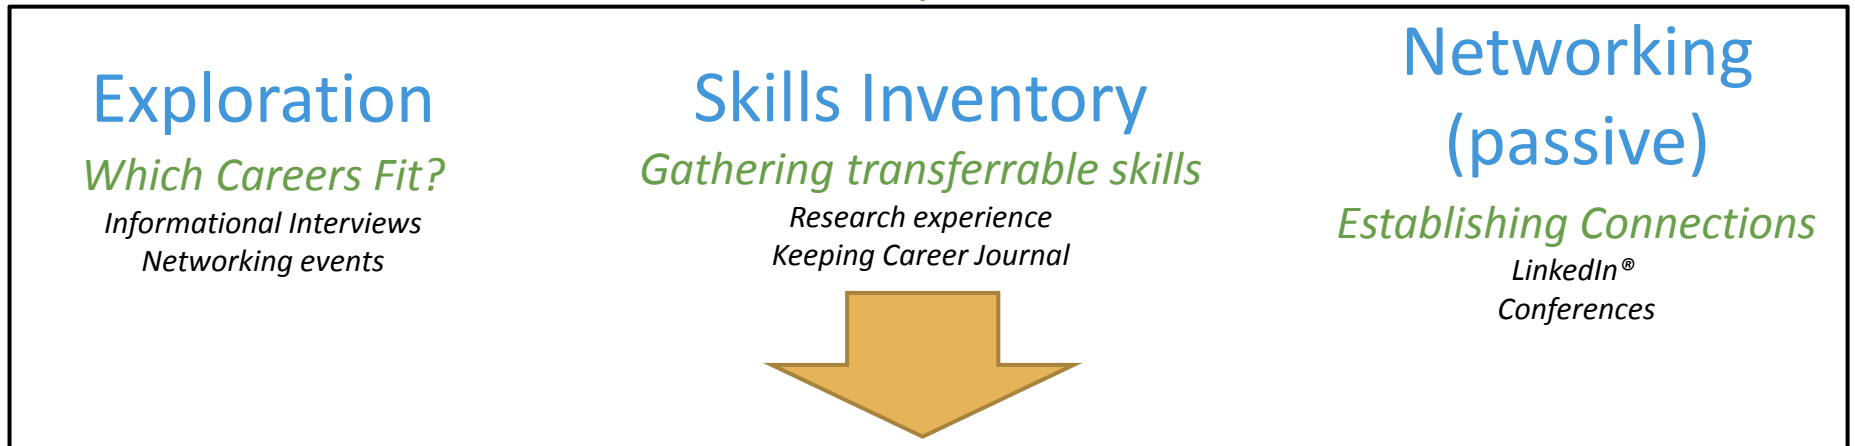 Exploration
Which Careers Fit?
Informational Interviews
Networking events
Skills Inventory
Gathering transferrable skills
Research experience
Keeping Career Journal
Networking
(passive)
Establishing Connections
LinkedIn®
Conferences